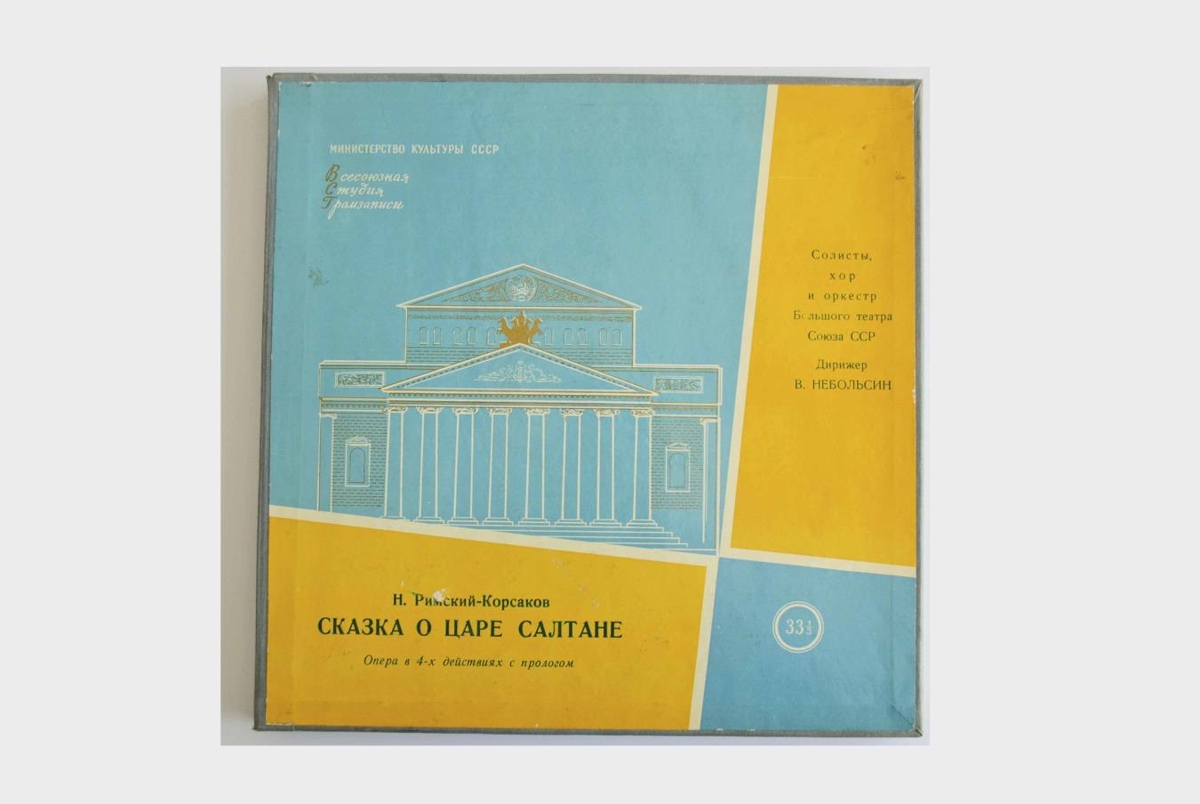 МИНИСТЕРСТВО КУЛЬТУРЫ СССР
Всесоюзная
Студия
Грамзаписи
Солисты,
хор
и оркестр
Большого театра
Союза ССР
Дирижер
В. НЕБОЛЬСИН
Н. Римский-Корсаков
СКАЗКА О ЦАРЕ САЛТАНЕ
Опера в 4-х действиях с прологом
33⅓